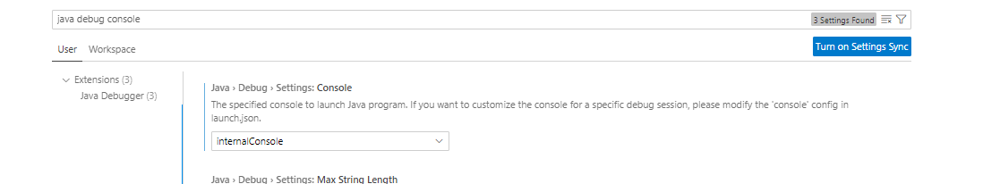 java debug console
3 Settings Found
User
Workspace
Turn on Settings Sync
Extensions (3)
Java Debugger (3)
Java › Debug › Settings: Console
The specified console to launch Java program. If you want to customize the console for a specific debug session, please modify the 'console' config in
launch.json.
internalConsole
Java › Debug › Settings: Max String Length